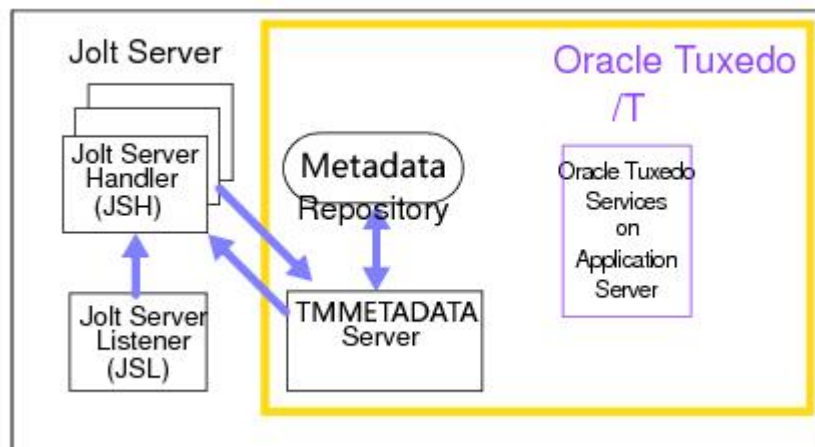 Jolt Server
Jolt Server
Handler
(JSH)
Jolt Server
Listener
(JSL)
Metadata
Repository
TMMETADATA
Server
Oracle Tuxedo
/T
Oracle Tuxedo
Services
on
Application
Server